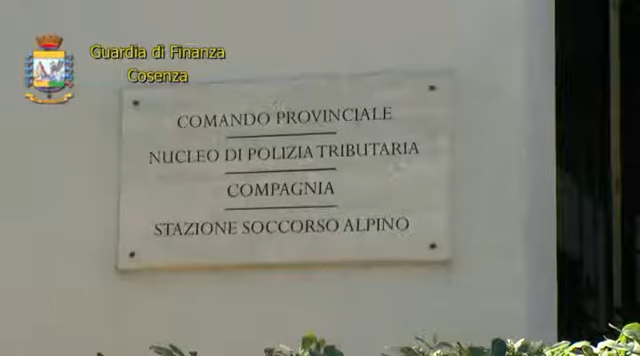 Guardia di Finanza
Cosenza
COMANDO PROVINCIALE
NUCLEO DI POLIZIA TRIBUTARIA
COMPAGNIA
STAZIONE SOCCORSO ALPINO